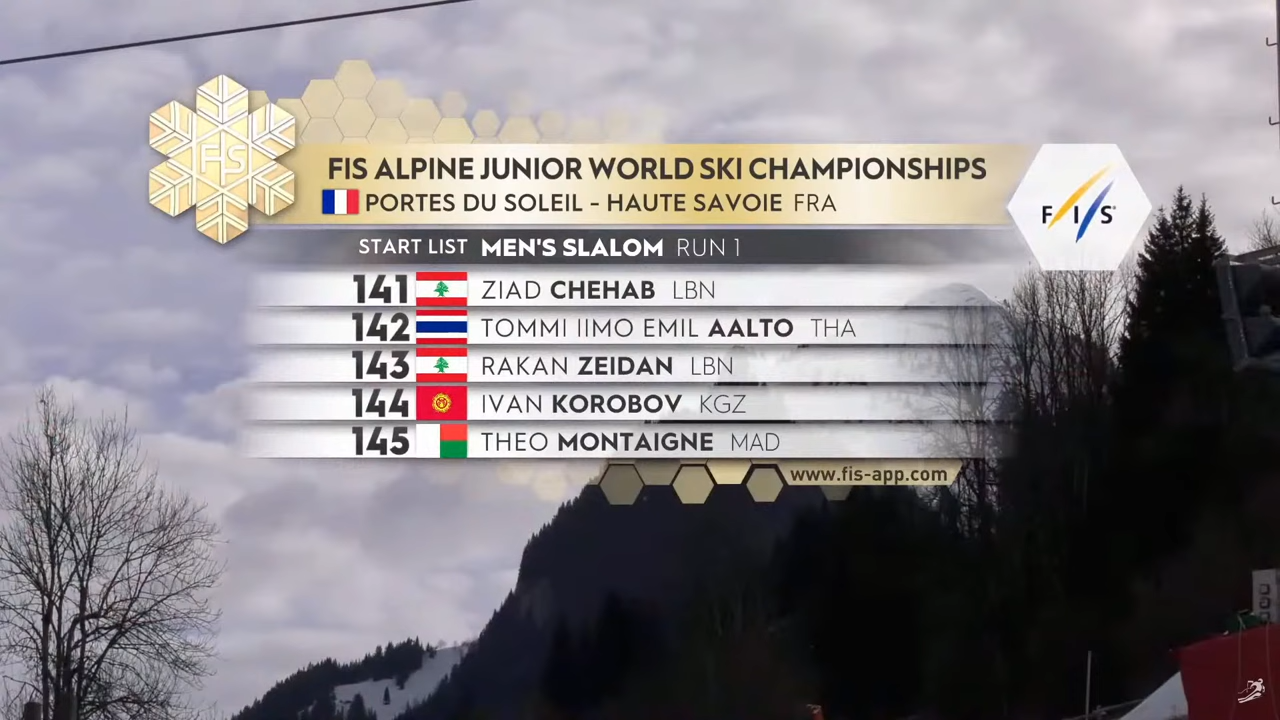 FIS
FIS ALPINE JUNIOR WORLD SKI CHAMPIONSHIPS
PORTES DU SOLEIL - HAUTE SAVOIE FRA
FIS
START LIST MEN'S SLALOM RUN 1
141 ZIAD CHEHAB LBN
142 TOMMI IIMO EMIL AALTO THA
143 RAKAN ZEIDAN LBN
144 IVAN KOROBOV KGZ
145 THEO MONTAIGNE MAD
www.fis-app.com